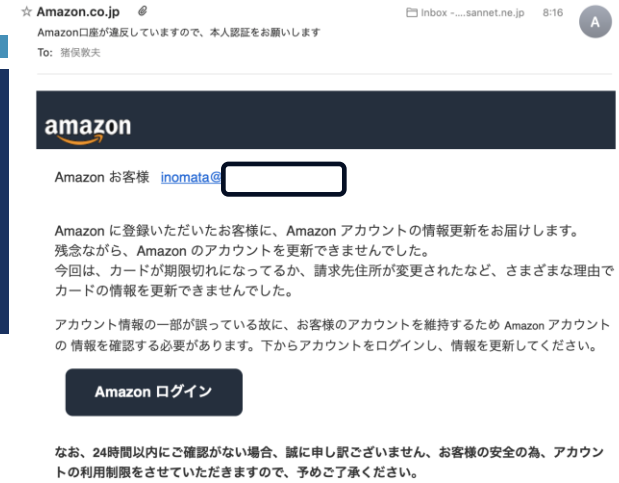 Amazon.co.jp
Inbox -....sannet.ne.jp 8:16
A
Amazon口座が違反していますので、本人認証をお願いします
To: 猪俣敦夫
amazon
Amazon お客様 inomata@
Amazon に登録いただいたお客様に、Amazon アカウントの情報更新をお届けします。
残念ながら、Amazon のアカウントを更新できませんでした。
今回は、カードが期限切れになってるか、請求先住所が変更されたなど、さまざまな理由で
カードの情報を更新できませんでした。
アカウント情報の一部が誤っている故に、お客様のアカウントを維持するため Amazon アカウント
の 情報を確認する必要があります。下からアカウントをログインし、情報を更新してください。
Amazon ログイン
なお、24時間以内にご確認がない場合、誠に申し訳ございません、お客様の安全の為、アカウン
トの利用制限をさせていただきますので、予めご了承ください。